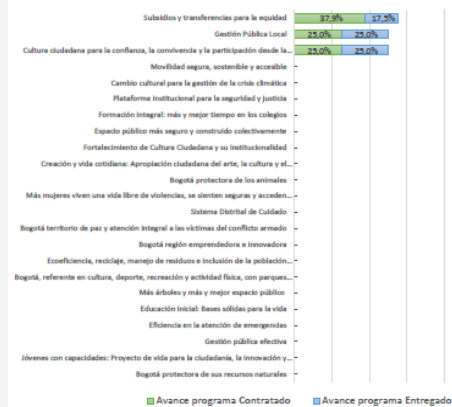 Subsidios y transferencias para la equidad 37,9% 17,5%
Gestión Pública Local 25,0% 25,0%
Cultura ciudadana para la confianza, la convivencia y la participación desde la... 25,0% 25,0%
Movilidad segura, sostenible y accesible -
Cambio cultural para la gestión de la crisis climática -
Plataforma institucional para la seguridad y justicia -
Formación integral: más y mejor tiempo en los colegios -
Espacio público más seguro y construido colectivamente -
Fortalecimiento de Cultura Ciudadana y su institucionalidad -
Creación y vida cotidiana: Apropiación ciudadana del arte, la cultura y el... -
Bogotá protectora de los animales -
Más mujeres viven una vida libre de violencias, se sienten seguras y acceden... -
Sistema Distrital de Cuidado -
Bogotá territorio de paz y atención integral a las víctimas del conflicto armado -
Bogotá región emprendedora e innovadora -
Ecoeficiencia, reciclaje, manejo de residuos e inclusión de la población... -
Bogotá, referente en cultura, deporte, recreación y actividad física, con parques... -
Más árboles y más y mejor espacio público -
Educación inicial: Bases sólidas para la vida -
Eficiencia en la atención de emergencias -
Gestión pública efectiva -
Jóvenes con capacidades: Proyecto de vida para la ciudadanía, la innovación y... -
Bogotá protectora de sus recursos naturales -
Avance programa Contratado Avance programa Entregado